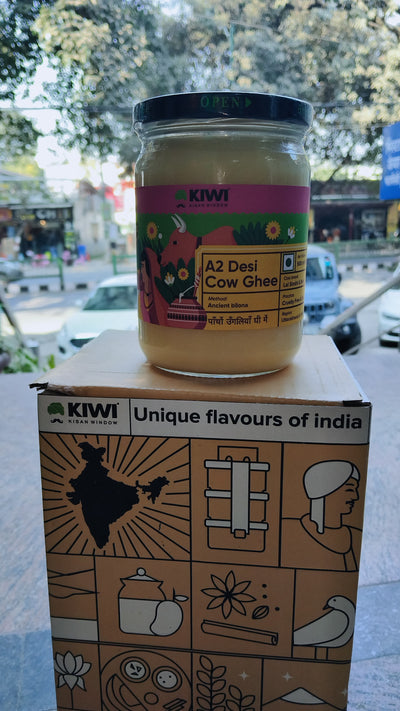 OPEN
KIWI
KISAN WINDOW
A2 Desi
Cow Ghee
Method
Ancient bilona
पाँचों उँगलियाँ घी में
KIWI
KISAN WINDOW
Unique flavours of india